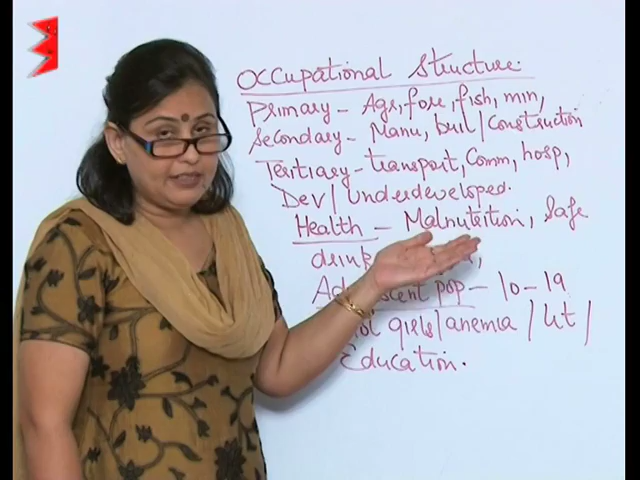 Occupational Structure.
Primary – Agr, fore, fish, min,
Secondary – Manu, buil/Construction
Tertiary – transport, Comm, hosp,
Dev/Underdeveloped.
Health – Malnutrition, Safe
drink
Adolescent pop – 10–19
girls/anemia / Lit /
Education.